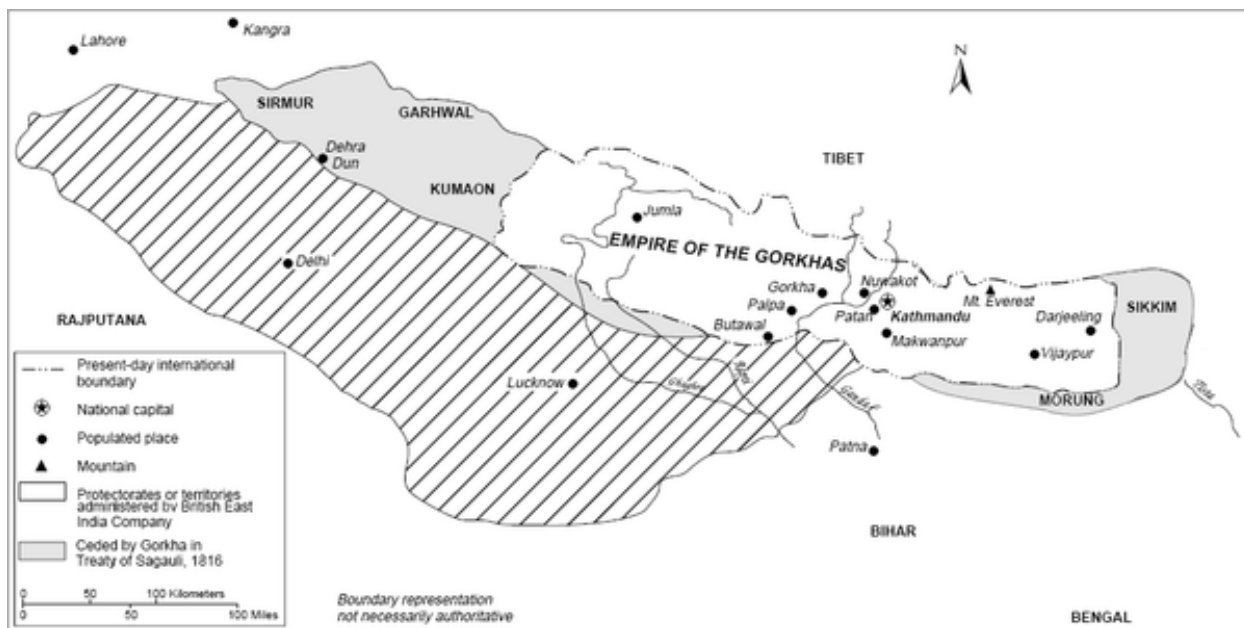 Kangra
Lahore
N
SIRMUR
GARHWAL
TIBET
Dehra
Dun
KUMAON
Jumla
EMPIRE OF THE GORKHAS
Delhi
Gorkha
Nuwakot
Mt. Everest
SIKKIM
Palpa
Patan
Kathmandu
Darjeeling
RAJPUTANA
Butawal
Makwanpur
Vijaypur
Lucknow
Rapti
Gandak
MORUNG
Tista
Patna
BIHAR
BENGAL
Present-day international
boundary
National capital
Populated place
Mountain
Protectorates or territories
administered by British East
India Company
Ceded by Gorkha in
Treaty of Sagauli, 1816
0 50 100 Kilometers
0 50 100 Miles
Boundary representation
not necessarily authoritative